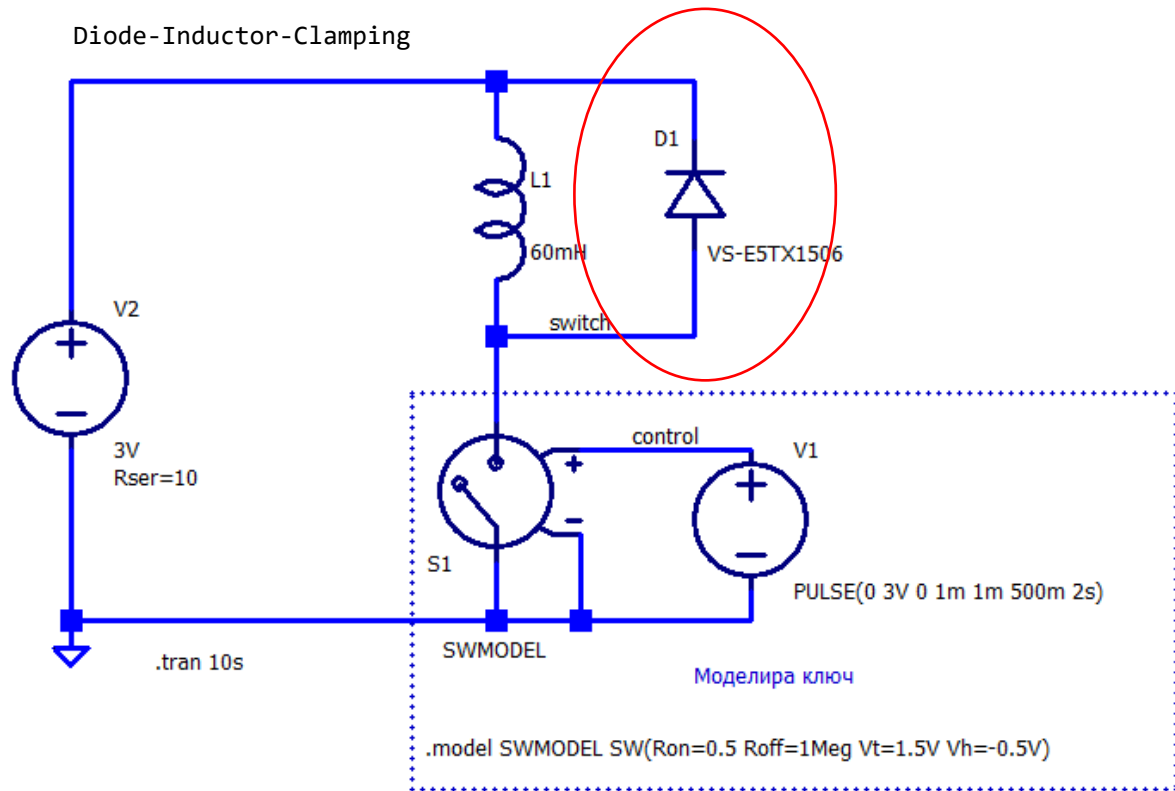 Diode-Inductor-Clamping
D1
L1
60mH
VS-E5TX1506
V2
switch
3V
Rser=10
control
V1
S1
PULSE(0 3V 0 1m 1m 500m 2s)
SWMODEL
.tran 10s
Моделира ключ
.model SWMODEL SW(Ron=0.5 Roff=1Meg Vt=1.5V Vh=-0.5V)